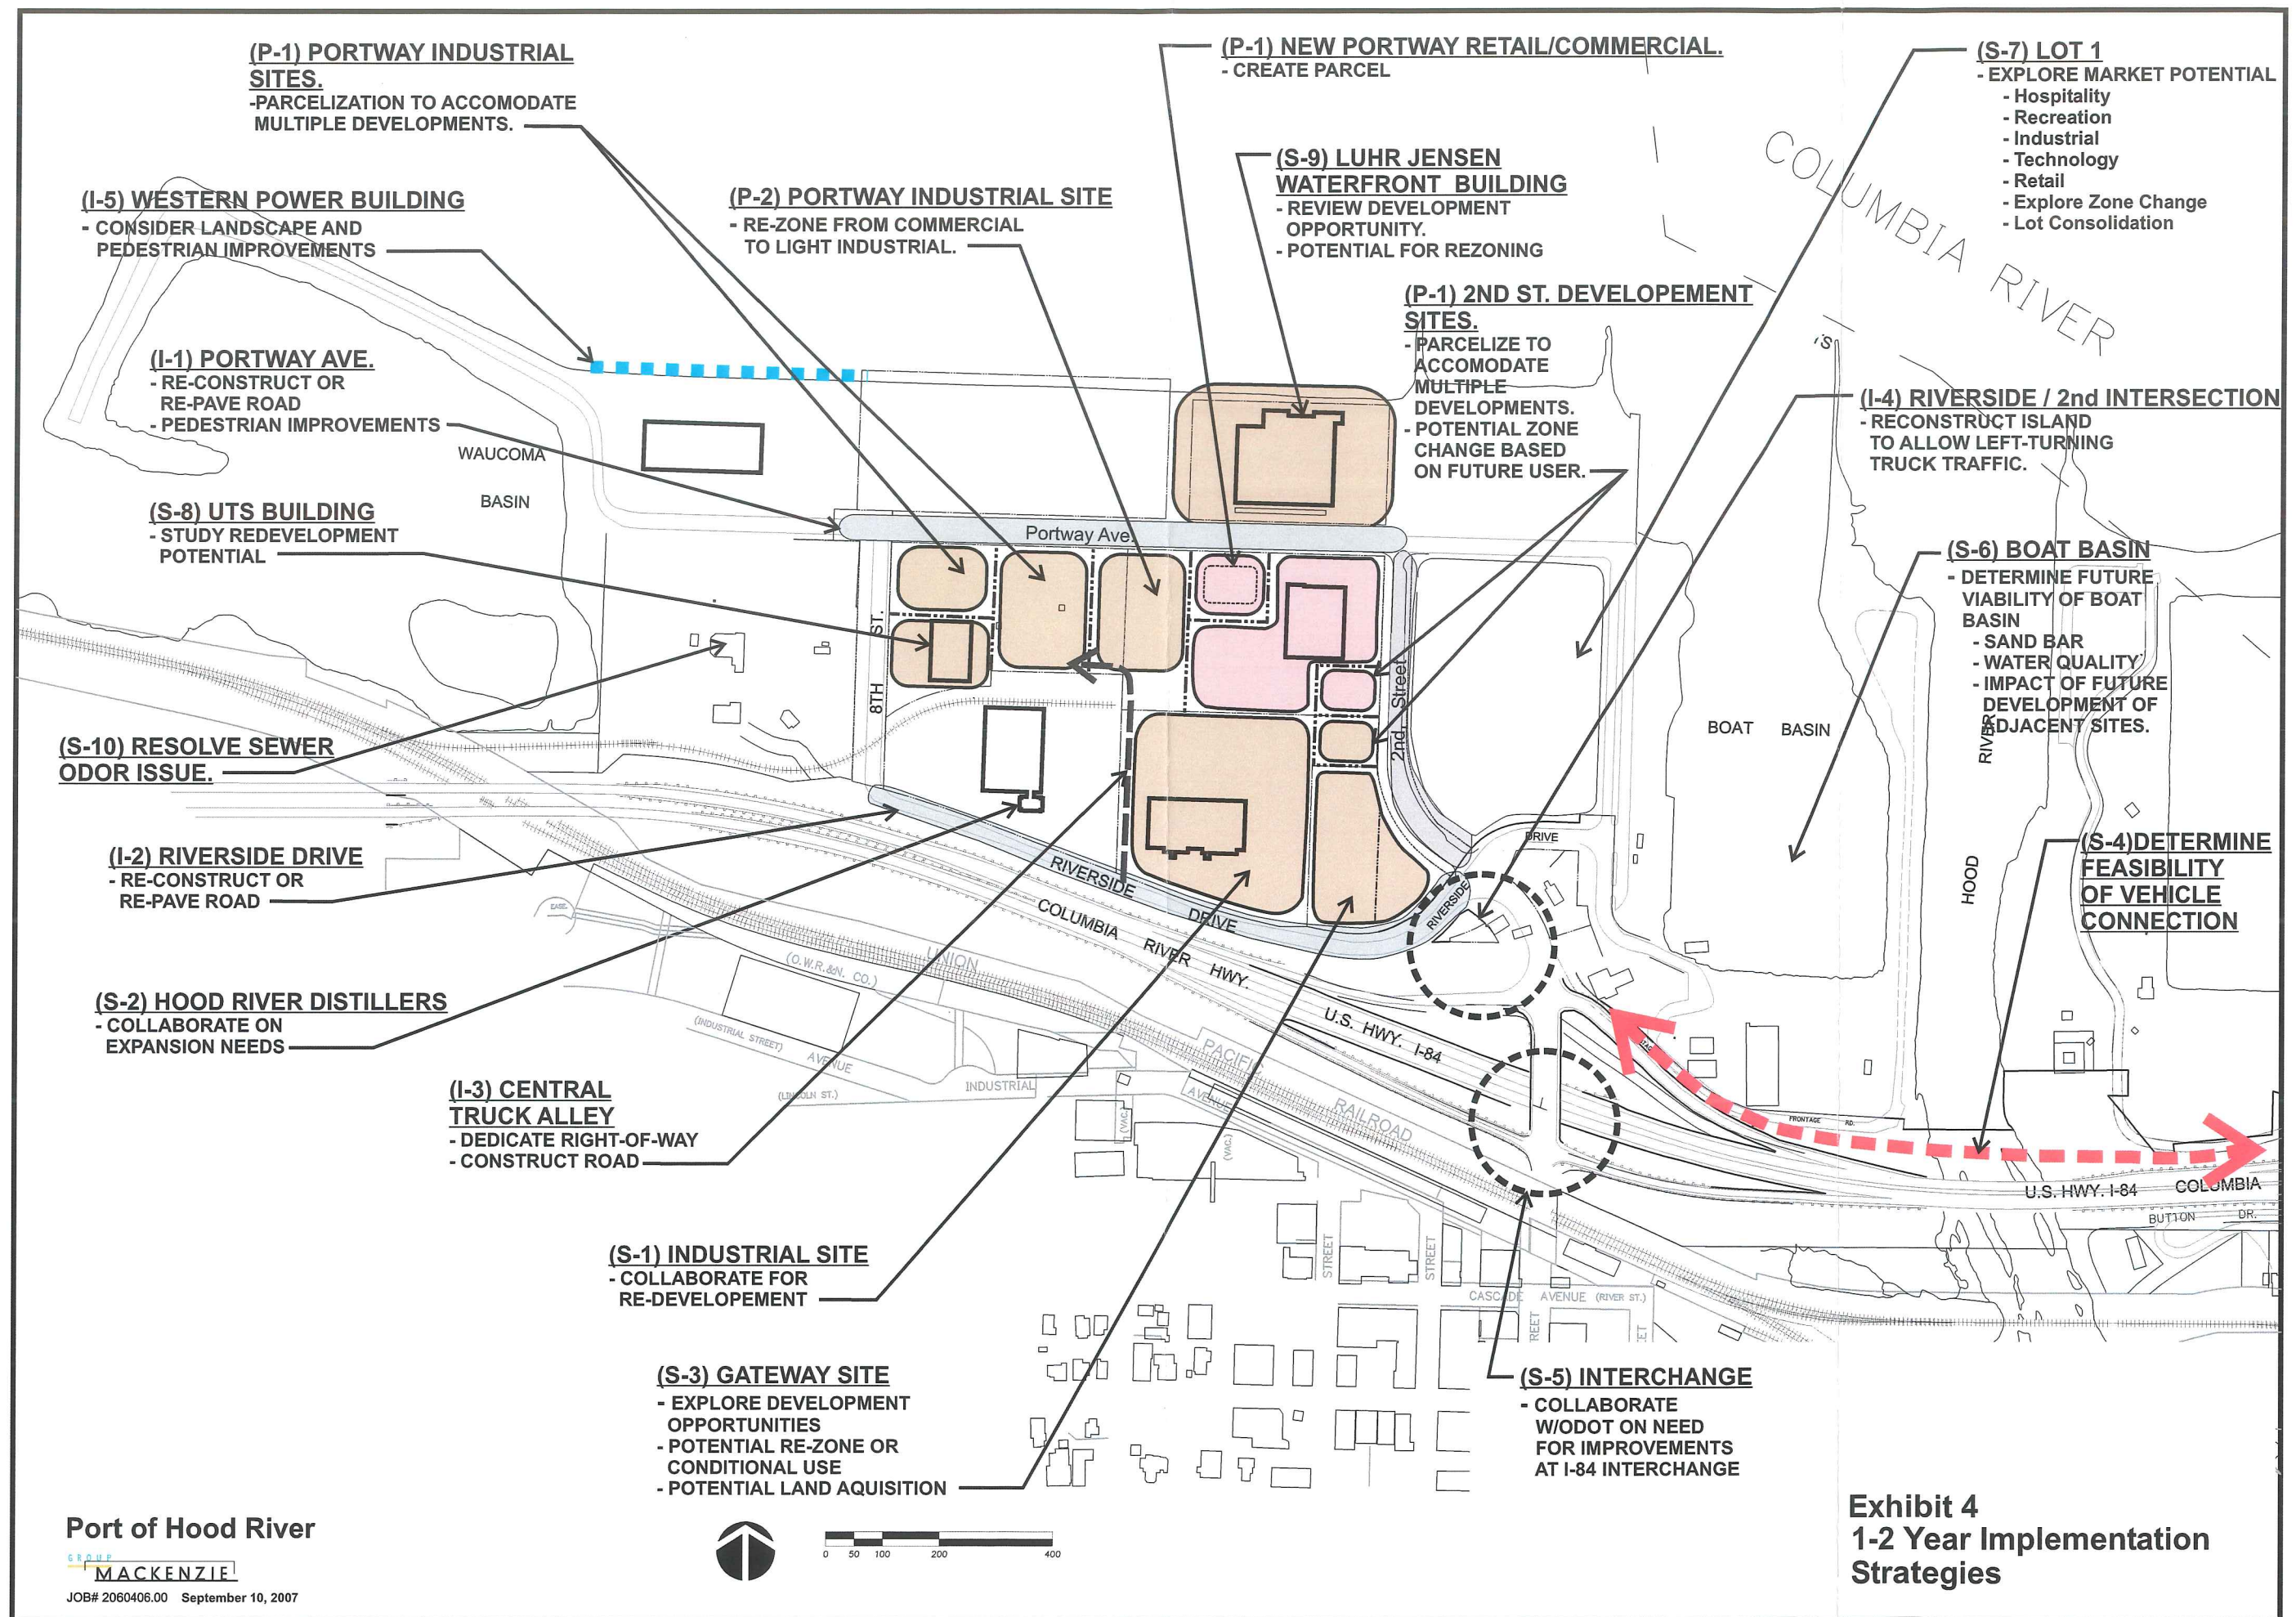 (P-1) PORTWAY INDUSTRIAL
SITES.
-PARCELIZATION TO ACCOMODATE
MULTIPLE DEVELOPMENTS.
(P-1) NEW PORTWAY RETAIL/COMMERCIAL.
- CREATE PARCEL
(S-7) LOT 1
- EXPLORE MARKET POTENTIAL
- Hospitality
- Recreation
- Industrial
- Technology
- Retail
- Explore Zone Change
- Lot Consolidation
(I-5) WESTERN POWER BUILDING
- CONSIDER LANDSCAPE AND
PEDESTRIAN IMPROVEMENTS
(P-2) PORTWAY INDUSTRIAL SITE
- RE-ZONE FROM COMMERCIAL
TO LIGHT INDUSTRIAL.
(S-9) LUHR JENSEN
WATERFRONT BUILDING
- REVIEW DEVELOPMENT
OPPORTUNITY.
- POTENTIAL FOR REZONING
COLUMBIA RIVER
(P-1) 2ND ST. DEVELOPEMENT
SITES.
- PARCELIZE TO
ACCOMODATE
MULTIPLE
DEVELOPMENTS.
- POTENTIAL ZONE
CHANGE BASED
ON FUTURE USER.
(I-1) PORTWAY AVE.
- RE-CONSTRUCT OR
RE-PAVE ROAD
- PEDESTRIAN IMPROVEMENTS
(I-4) RIVERSIDE / 2nd INTERSECTION
- RECONSTRUCT ISLAND
TO ALLOW LEFT-TURNING
TRUCK TRAFFIC.
WAUCOMA
BASIN
(S-8) UTS BUILDING
- STUDY REDEVELOPMENT
POTENTIAL
Portway Ave.
(S-6) BOAT BASIN
- DETERMINE FUTURE
VIABILITY OF BOAT
BASIN
- SAND BAR
- WATER QUALITY
- IMPACT OF FUTURE
DEVELOPMENT OF
ADJACENT SITES.
8TH ST.
2nd Street
BOAT BASIN
HOOD RIVER
(S-10) RESOLVE SEWER
ODOR ISSUE.
(I-2) RIVERSIDE DRIVE
- RE-CONSTRUCT OR
RE-PAVE ROAD
RIVERSIDE DRIVE
RIVERSIDE
DRIVE
(S-4)DETERMINE
FEASIBILITY
OF VEHICLE
CONNECTION
EASE.
COLUMBIA RIVER HWY.
U.S. HWY. I-84
UNION PACIFIC RAILROAD
(O.W.R.&N. CO.)
(INDUSTRIAL STREET)
AVENUE
(LINCOLN ST.)
INDUSTRIAL
AVENUE
(VAC.)
(VAC.)
(S-2) HOOD RIVER DISTILLERS
- COLLABORATE ON
EXPANSION NEEDS
(I-3) CENTRAL
TRUCK ALLEY
- DEDICATE RIGHT-OF-WAY
- CONSTRUCT ROAD
FRONTAGE RD.
U.S. HWY. I-84 COLUMBIA
BUTTON DR.
(S-1) INDUSTRIAL SITE
- COLLABORATE FOR
RE-DEVELOPEMENT
STREET
STREET
CASCADE AVENUE (RIVER ST.)
REET
ET
(S-3) GATEWAY SITE
- EXPLORE DEVELOPMENT
OPPORTUNITIES
- POTENTIAL RE-ZONE OR
CONDITIONAL USE
- POTENTIAL LAND AQUISITION
(S-5) INTERCHANGE
- COLLABORATE
W/ODOT ON NEED
FOR IMPROVEMENTS
AT I-84 INTERCHANGE
Port of Hood River
GROUP
MACKENZIE
JOB# 2060406.00 September 10, 2007
0 50 100 200 400
Exhibit 4
1-2 Year Implementation
Strategies